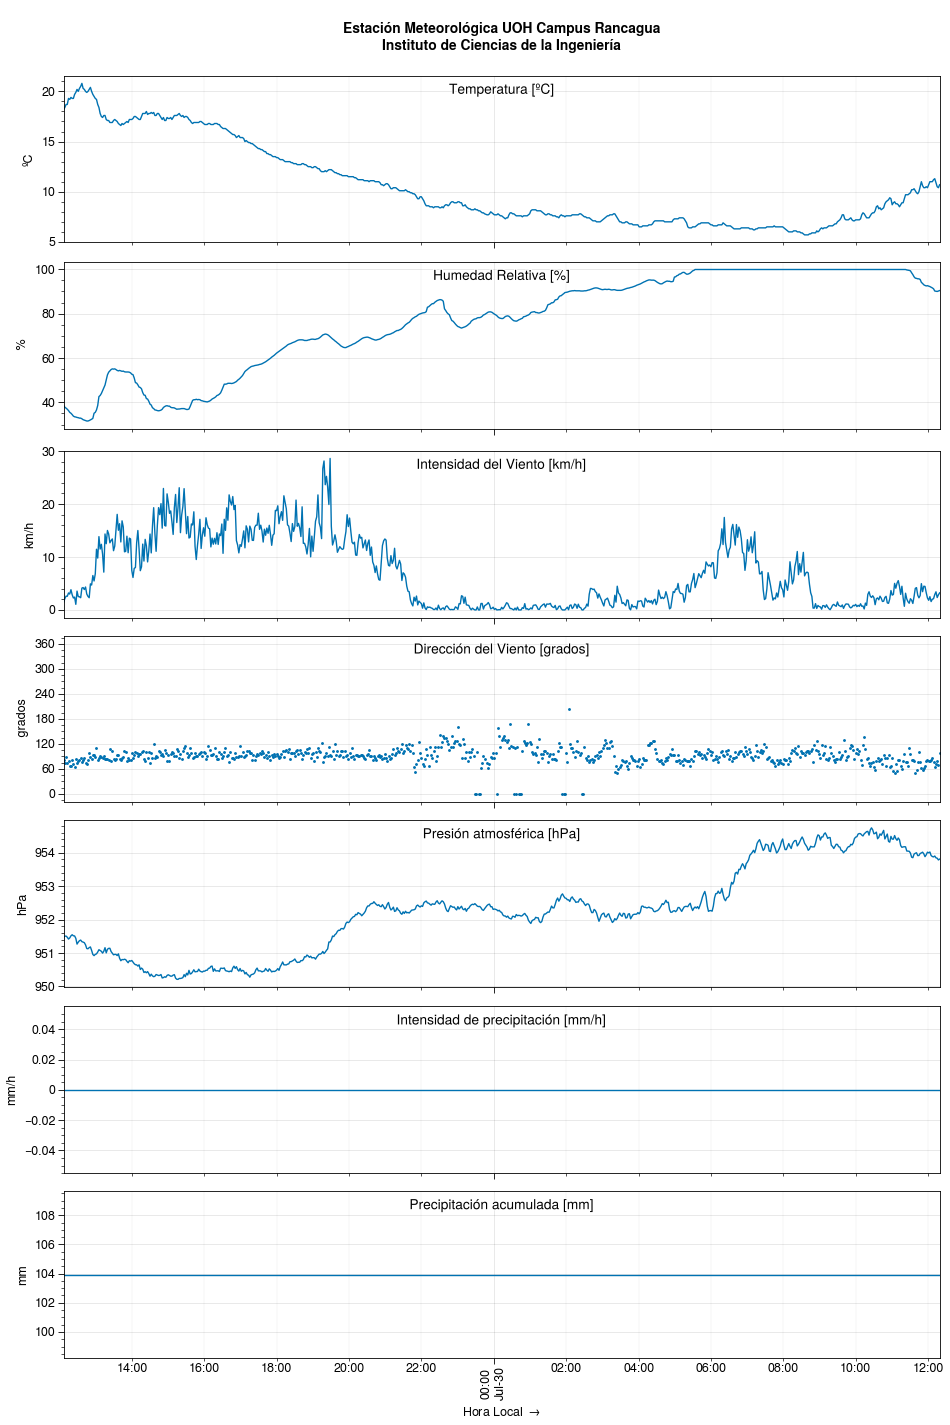 Estación Meteorológica UOH Campus Rancagua
Instituto de Ciencias de la Ingeniería
Temperatura [ºC]
ºC
20
15
10
5
Humedad Relativa [%]
%
100
80
60
40
Intensidad del Viento [km/h]
km/h
30
20
10
0
Dirección del Viento [grados]
grados
360
300
240
180
120
60
0
Presión atmosférica [hPa]
hPa
954
953
952
951
950
Intensidad de precipitación [mm/h]
mm/h
0.04
0.02
0
−0.02
−0.04
Precipitación acumulada [mm]
mm
108
106
104
102
100
14:00 16:00 18:00 20:00 22:00 00:00 02:00 04:00 06:00 08:00 10:00 12:00
Jul-30
Hora Local →